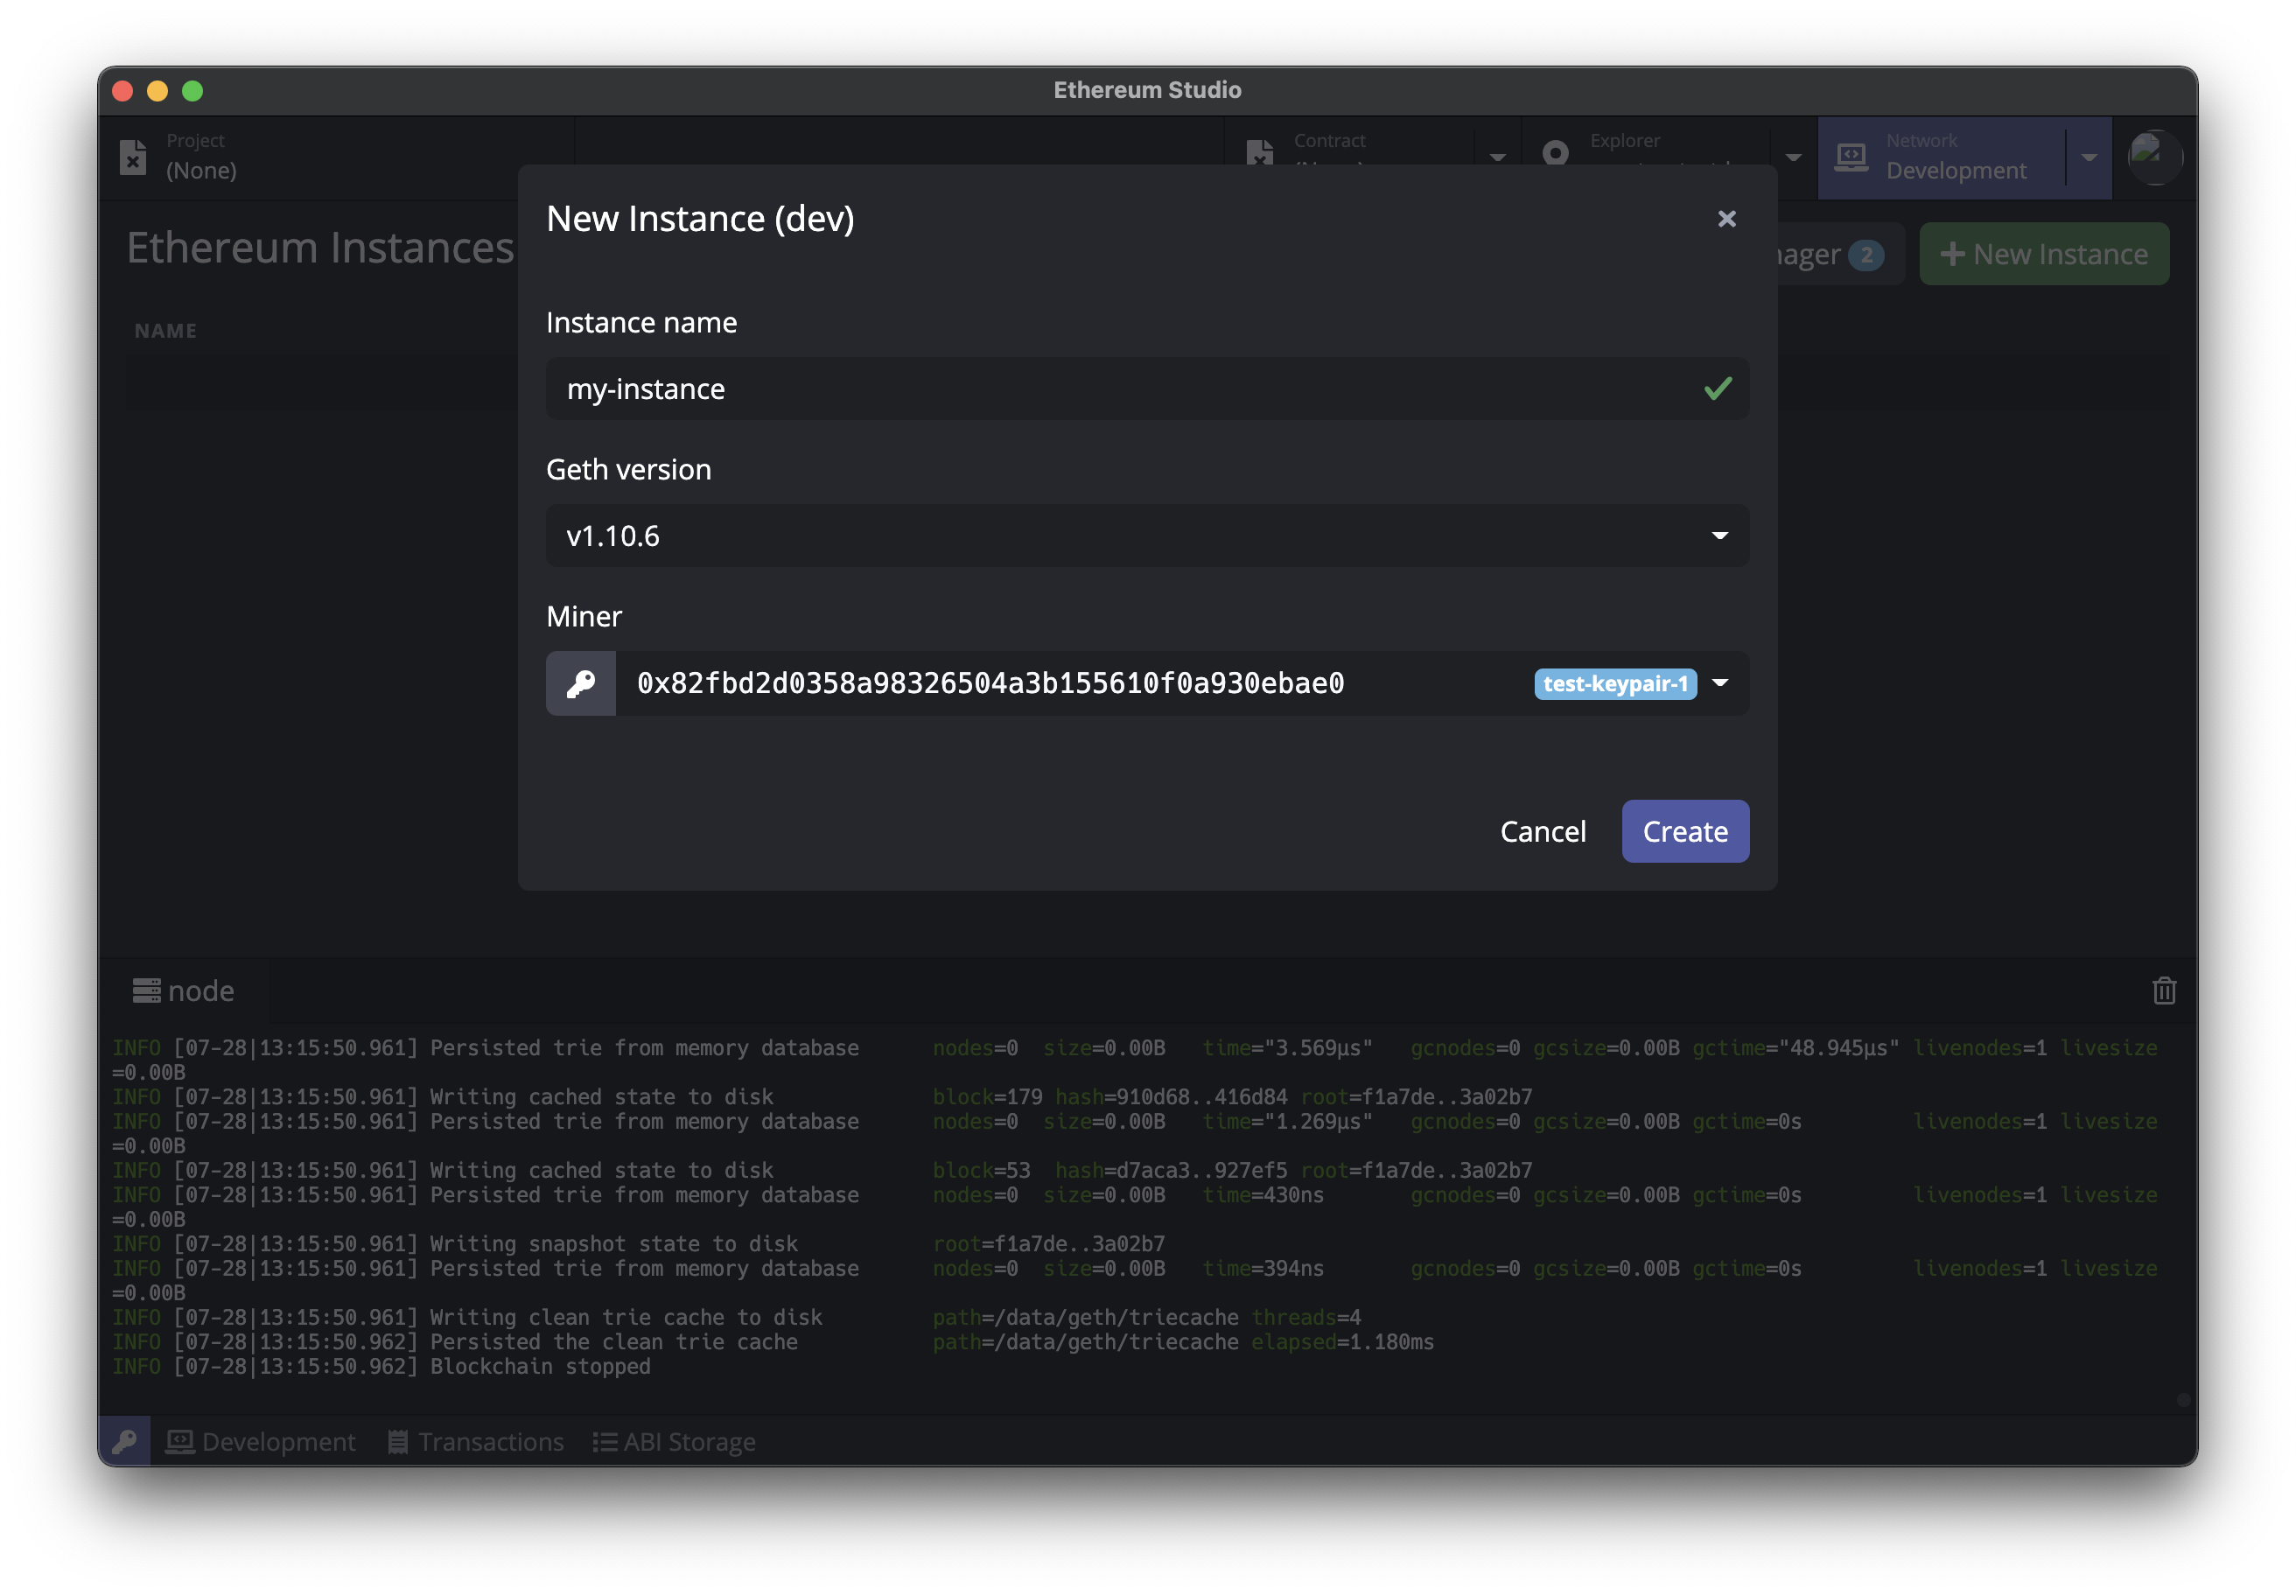 Ethereum Studio
Project
(None)
Contract
Explorer
Network
Development
Ethereum Instances
2
New Instance
NAME
New Instance (dev)
Instance name
my-instance
Geth version
v1.10.6
Miner
0x82fbd2d0358a98326504a3b155610f0a930ebae0 test-keypair-1
Cancel Create
node
INFO [07-28|13:15:50.961] Persisted trie from memory database nodes=0 size=0.00B time="3.569µs" gcnodes=0 gcsize=0.00B gctime="48.945µs" livenodes=1 livesize
=0.00B
INFO [07-28|13:15:50.961] Writing cached state to disk block=179 hash=910d68..416d84 root=f1a7de..3a02b7
INFO [07-28|13:15:50.961] Persisted trie from memory database nodes=0 size=0.00B time="1.269µs" gcnodes=0 gcsize=0.00B gctime=0s livenodes=1 livesize
=0.00B
INFO [07-28|13:15:50.961] Writing cached state to disk block=53 hash=d7aca3..927ef5 root=f1a7de..3a02b7
INFO [07-28|13:15:50.961] Persisted trie from memory database nodes=0 size=0.00B time=430ns gcnodes=0 gcsize=0.00B gctime=0s livenodes=1 livesize
=0.00B
INFO [07-28|13:15:50.961] Writing snapshot state to disk root=f1a7de..3a02b7
INFO [07-28|13:15:50.961] Persisted trie from memory database nodes=0 size=0.00B time=394ns gcnodes=0 gcsize=0.00B gctime=0s livenodes=1 livesize
=0.00B
INFO [07-28|13:15:50.961] Writing clean trie cache to disk path=/data/geth/triecache threads=4
INFO [07-28|13:15:50.962] Persisted the clean trie cache path=/data/geth/triecache elapsed=1.180ms
INFO [07-28|13:15:50.962] Blockchain stopped
Development Transactions ABI Storage